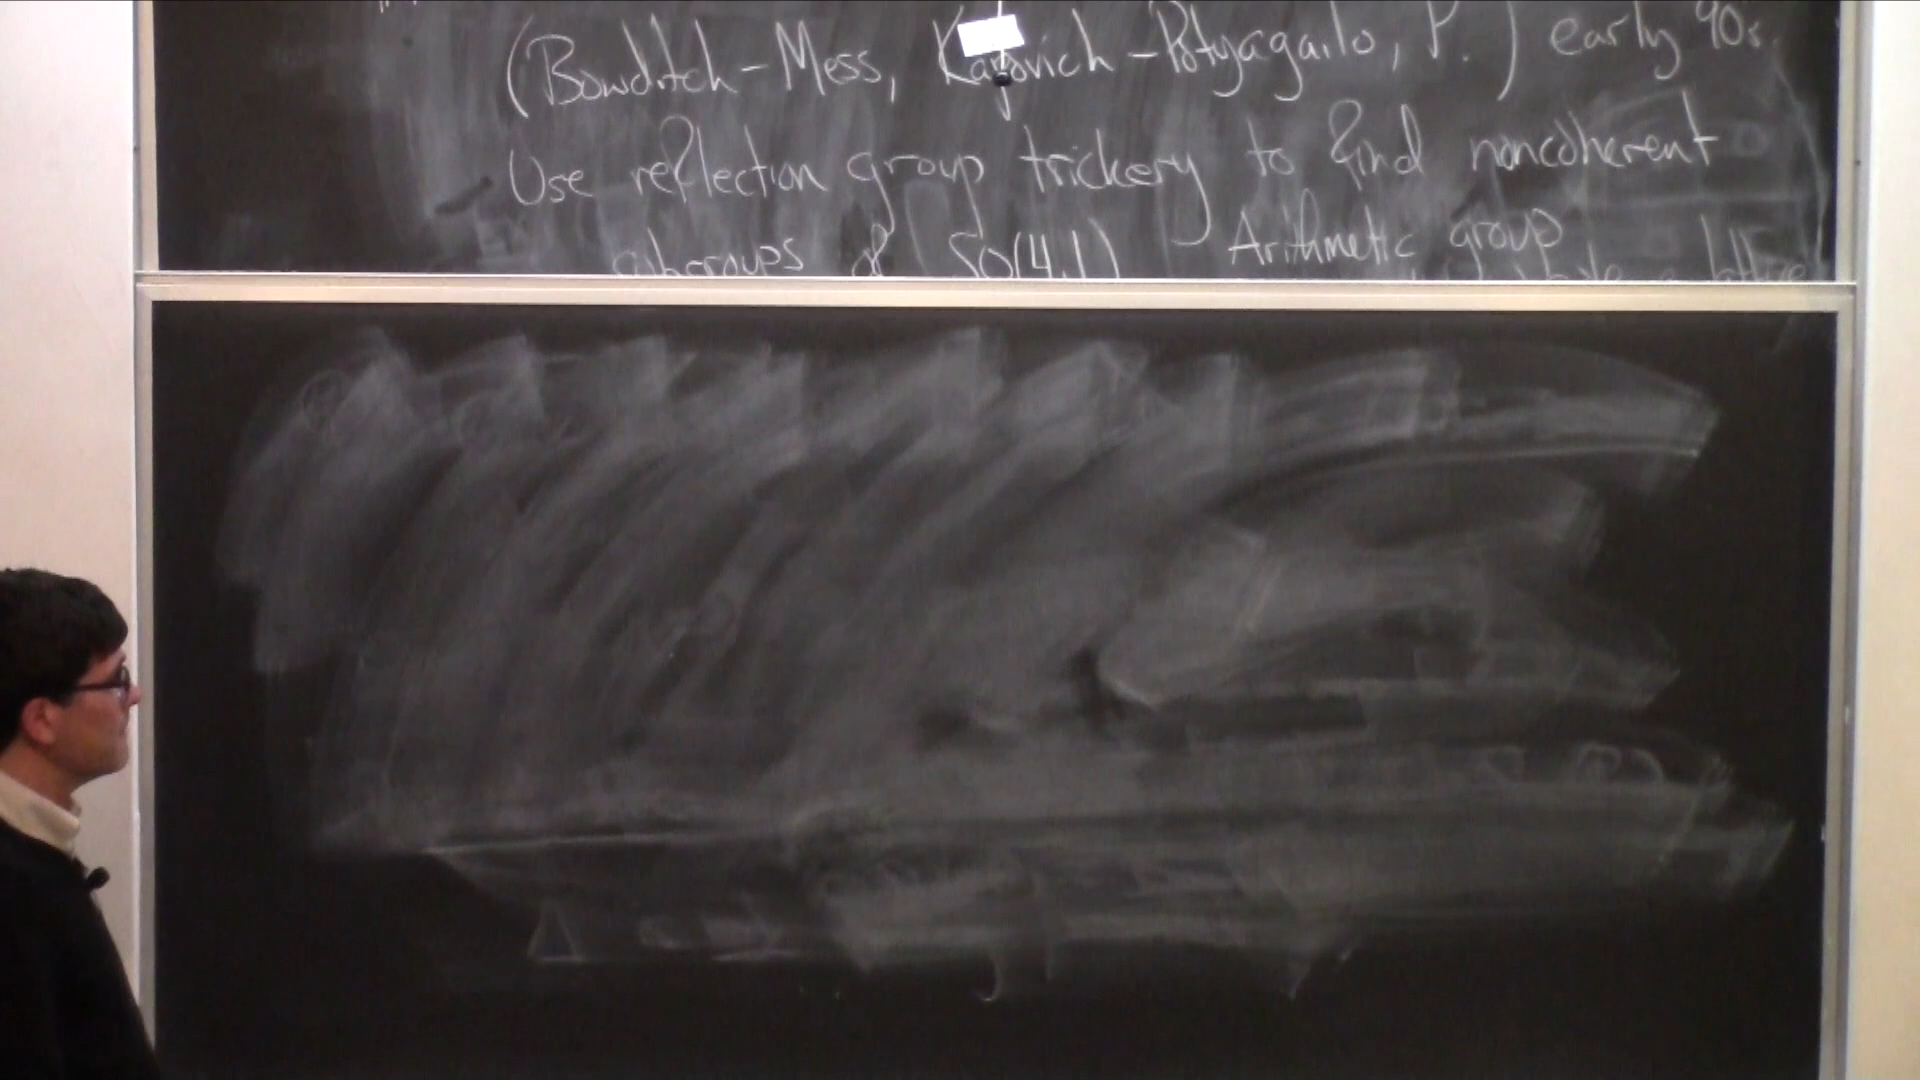 (Bowditch-Mess, Kapovich-Potyagailo, P.) early 90s.
Use reflection group trickery to find noncoherent
subgroups of SO(4,1) Arithmetic group
lattice